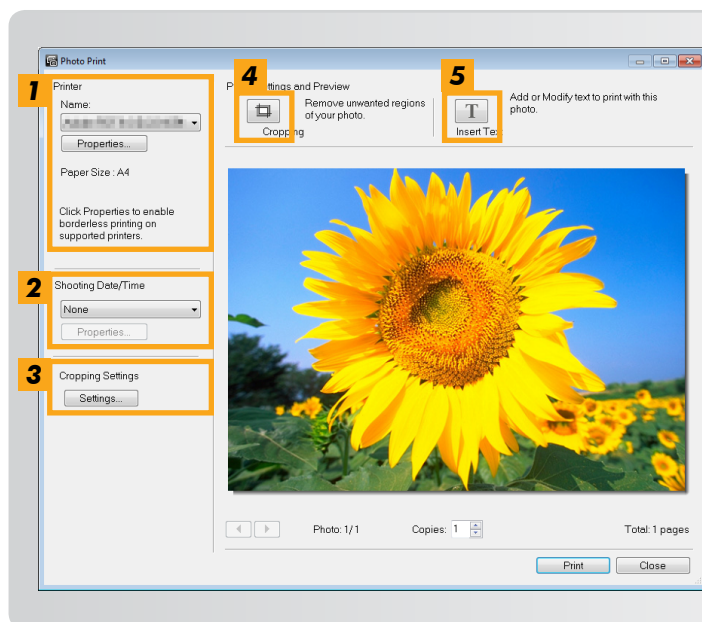 Photo Print
1
Printer
Name:
Properties...
Paper Size : A4
Click Properties to enable
borderless printing on
supported printers.
2
Shooting Date/Time
None
Properties...
3
Cropping Settings
Settings...
and Preview
4
Cropping
Remove unwanted regions
of your photo.
5
T
Insert Text
Add or Modify text to print with this
photo.
Photo: 1/1
Copies: 1
Total: 1 pages
Print
Close